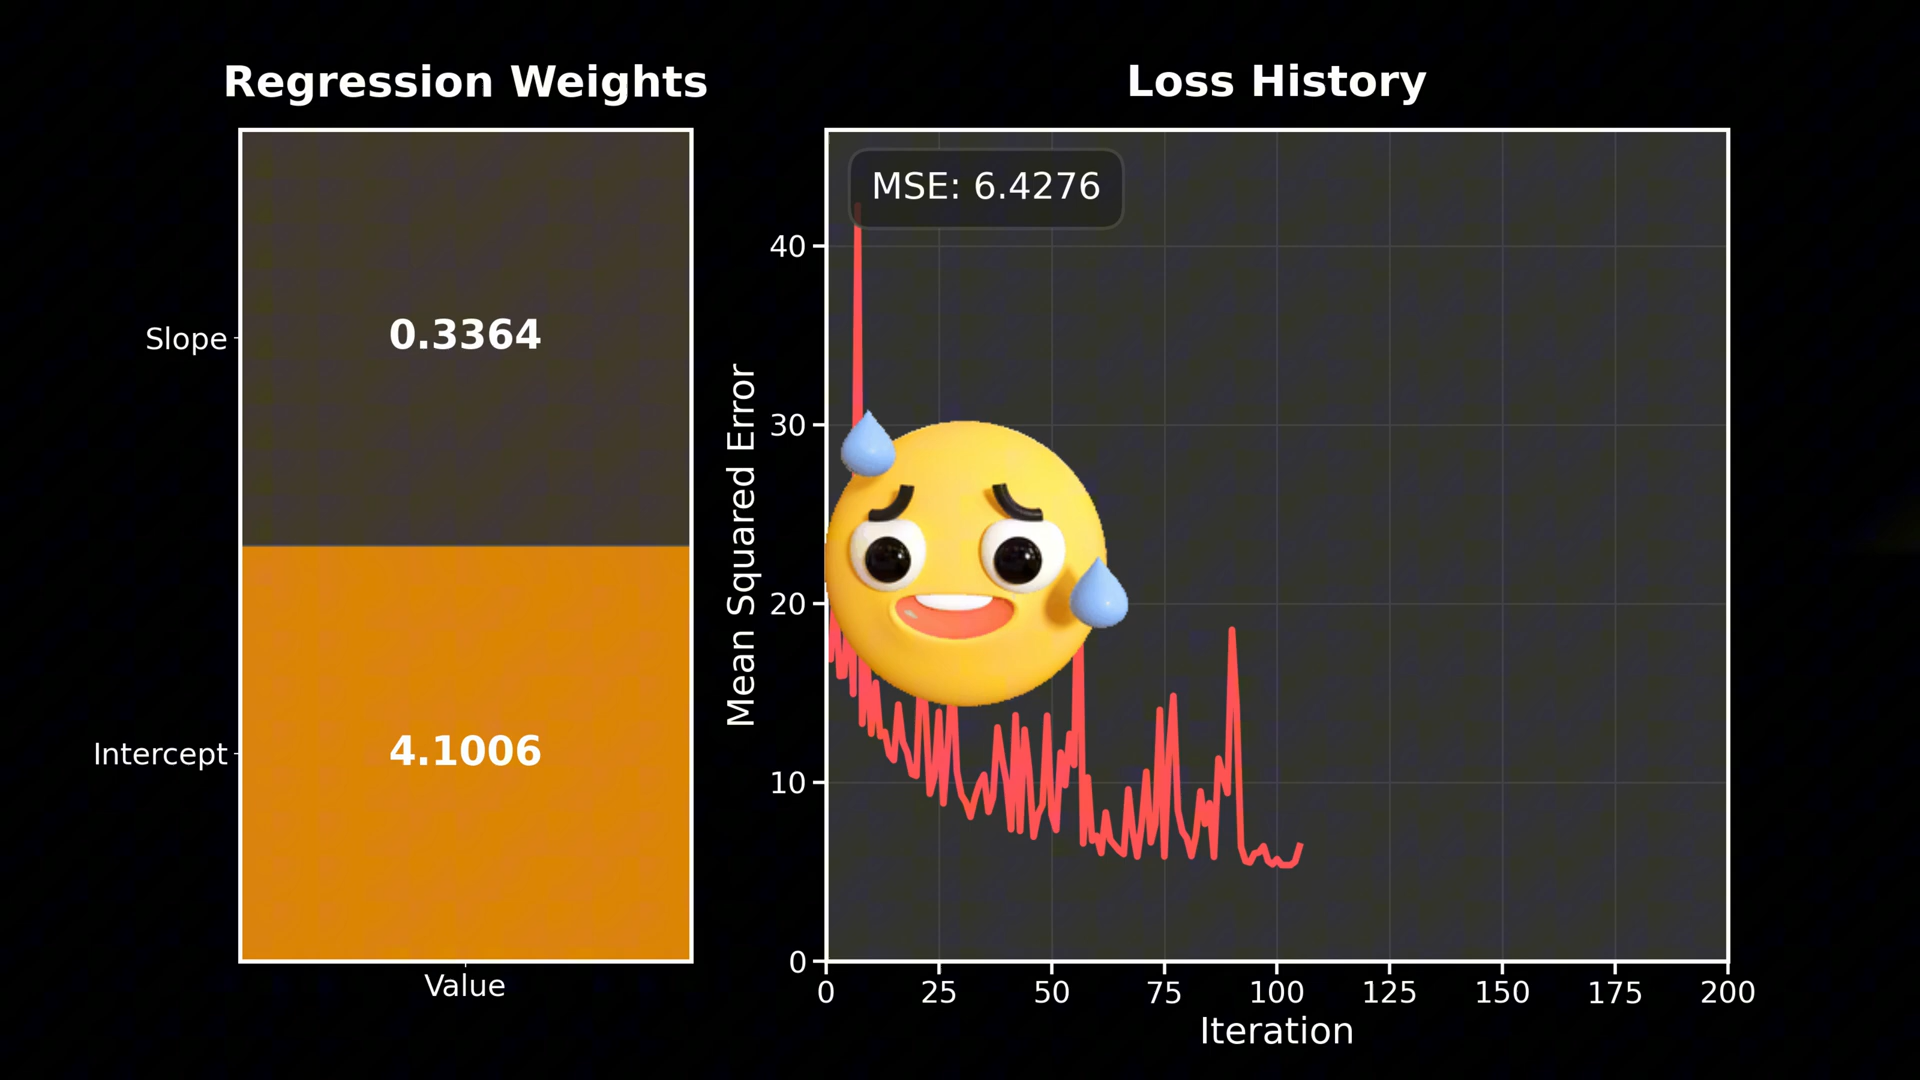 Regression Weights
Slope
0.3364
Intercept
4.1006
Value
Loss History
MSE: 6.4276
Mean Squared Error
40
30
20
10
0
0 25 50 75 100 125 150 175 200
Iteration